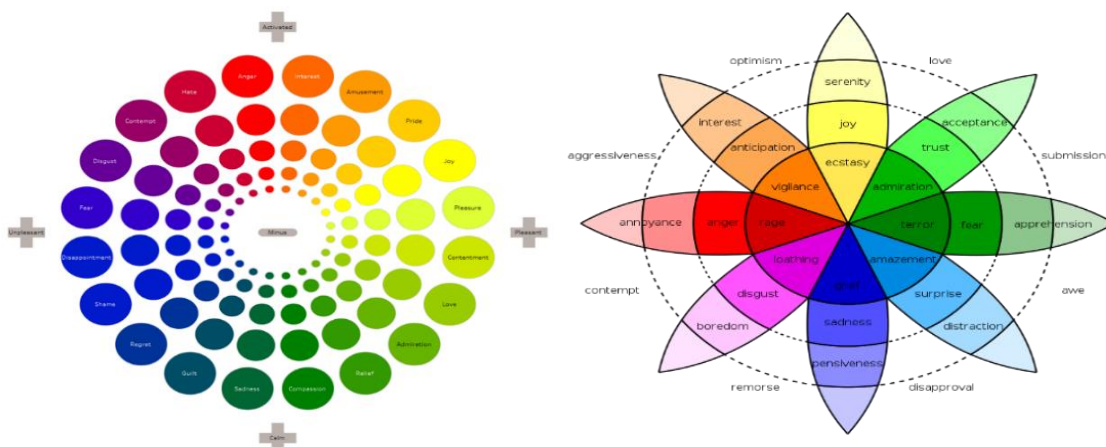 Activated
Anger
Interest
Hate
Amusement
Contempt
Pride
Disgust
Joy
Fear
Pleasure
Unpleasant
Minus
Pleasant
Disappointment
Contentment
Shame
Love
Regret
Admiration
Guilt
Relief
Sadness
Compassion
Calm
optimism
love
serenity
interest
acceptance
joy
anticipation
trust
aggressiveness
submission
ecstasy
vigilance
admiration
annoyance
anger
rage
terror
fear
apprehension
loathing
amazement
contempt
grief
awe
disgust
surprise
boredom
sadness
distraction
pensiveness
remorse
disapproval